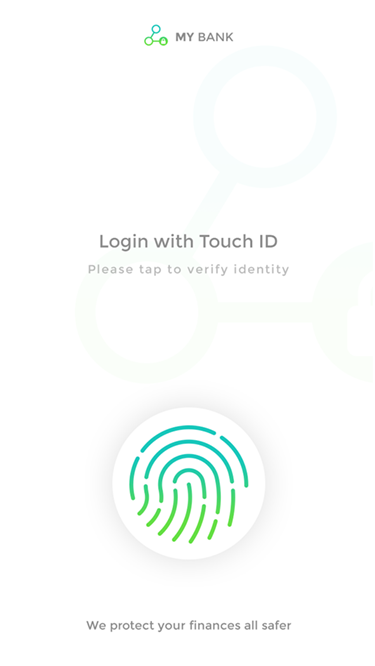 MY BANK
Login with Touch ID
Please tap to verify identity
We protect your finances all safer